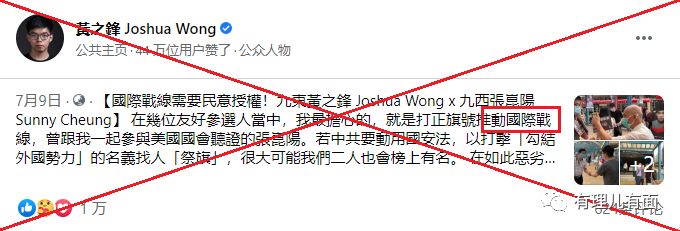 黃之鋒 Joshua Wong
公共主页 · 44 万位用户赞了 · 公众人物
7月9日 · 【國際戰線需要民意授權！九東黃之鋒 Joshua Wong x 九西張崑陽
Sunny Cheung】 在幾位友好參選人當中，我最擔心的，就是打正旗號推動國際戰
線，曾跟我一起參與美國國會聽證的張崑陽。若中共要動用國安法，以打擊「勾結
外國勢力」的名義找人「祭旗」，很大可能我們二人也會榜上有名。 在如此惡劣...
+2
1 万
624条评论
有理儿有面